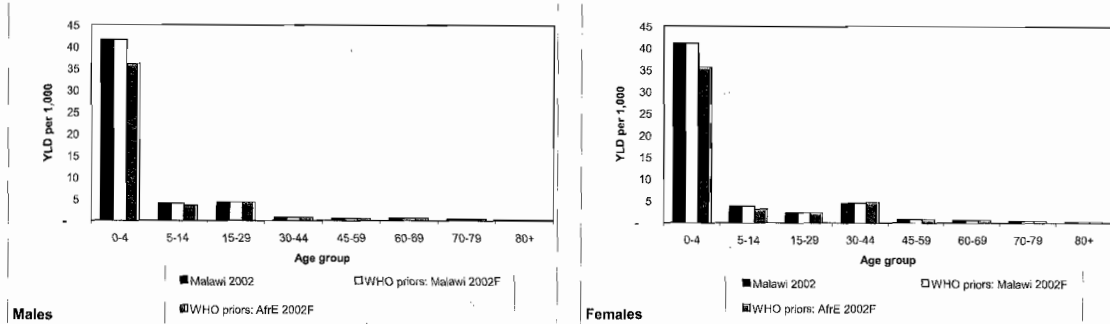 45
40
35
30
25
20
15
10
5
-
YLD per 1,000
0-4 5-14 15-29 30-44 45-59 60-69 70-79 80+
Age group
Malawi 2002 WHO priors: Malawi 2002F
WHO priors: AfrE 2002F
Males
45
40
35
30
25
20
15
10
5
-
YLD per 1,000
0-4 5-14 15-29 30-44 45-59 60-69 70-79 80+
Age group
Malawi 2002 WHO priors: Malawi 2002F
WHO priors: AfrE 2002F
Females